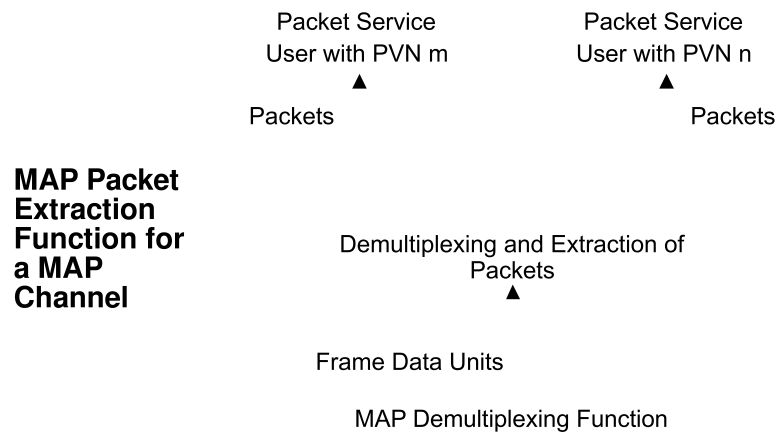 Packet Service
User with PVN m
Packet Service
User with PVN n
Packets
Packets
MAP Packet
Extraction
Function for
a MAP
Channel
Demultiplexing and Extraction of
Packets
Frame Data Units
MAP Demultiplexing Function